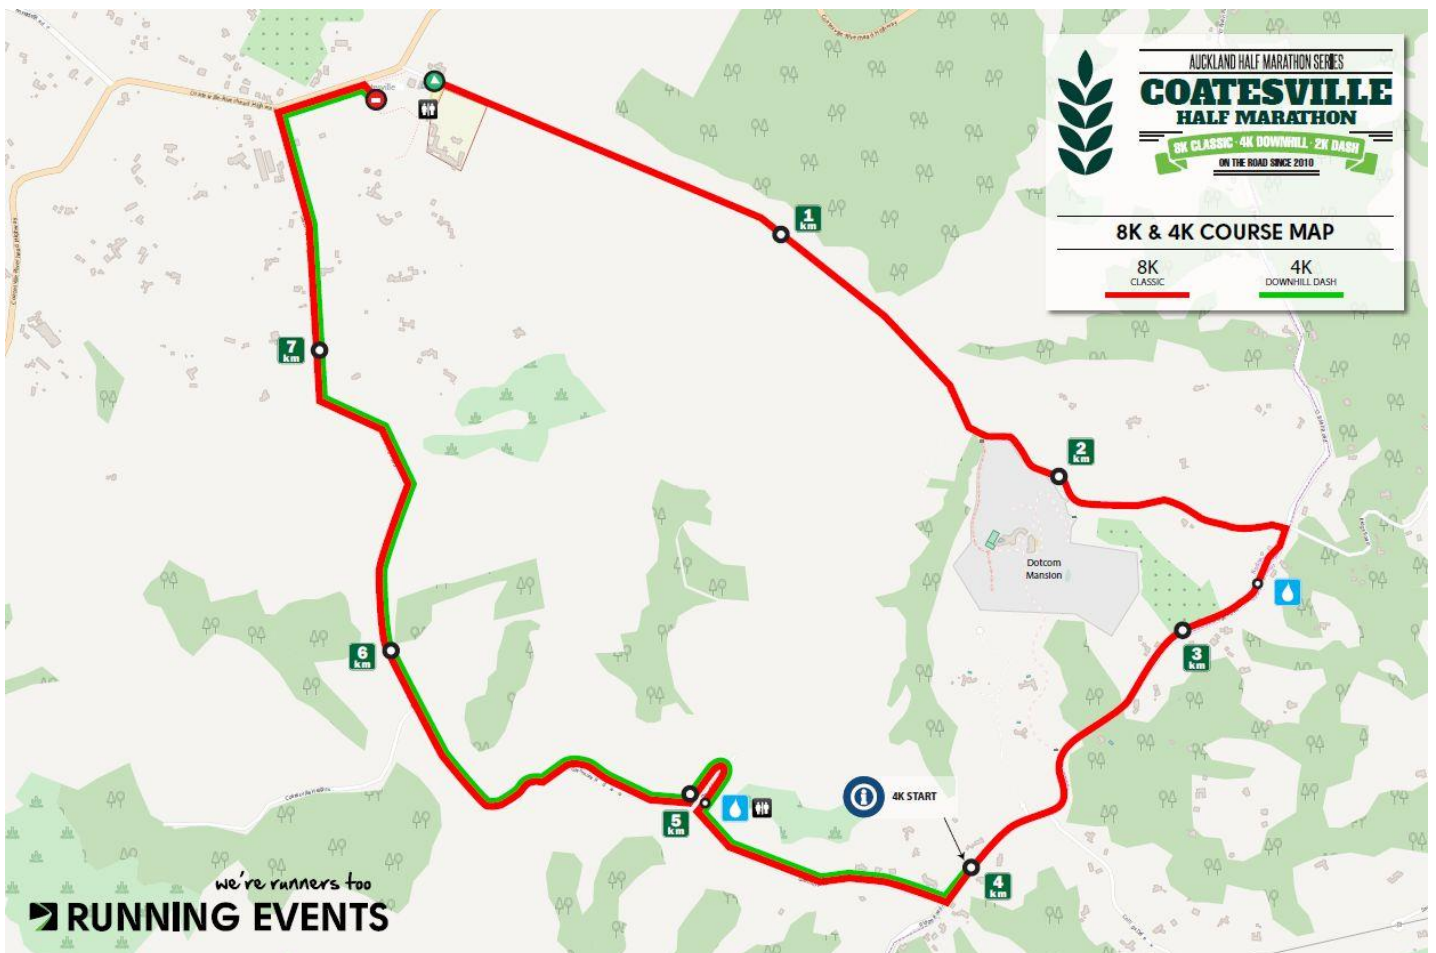 AUCKLAND HALF MARATHON SERIES
COATESVILLE
HALF MARATHON
8K CLASSIC · 4K DOWNHILL · 2K DASH
ON THE ROAD SINCE 2010
8K & 4K COURSE MAP
8K
CLASSIC
4K
DOWNHILL DASH
1
km
7
km
2
km
Dotcom
Mansion
3
km
6
km
4K START
5
km
4
km
we're runners too
RUNNING EVENTS